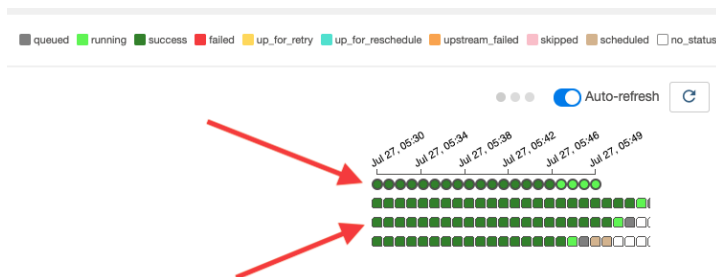 queued running success failed up_for_retry up_for_reschedule upstream_failed skipped scheduled no_status
Auto-refresh
Jul 27, 05:30 Jul 27, 05:34 Jul 27, 05:38 Jul 27, 05:42 Jul 27, 05:46 Jul 27, 05:49